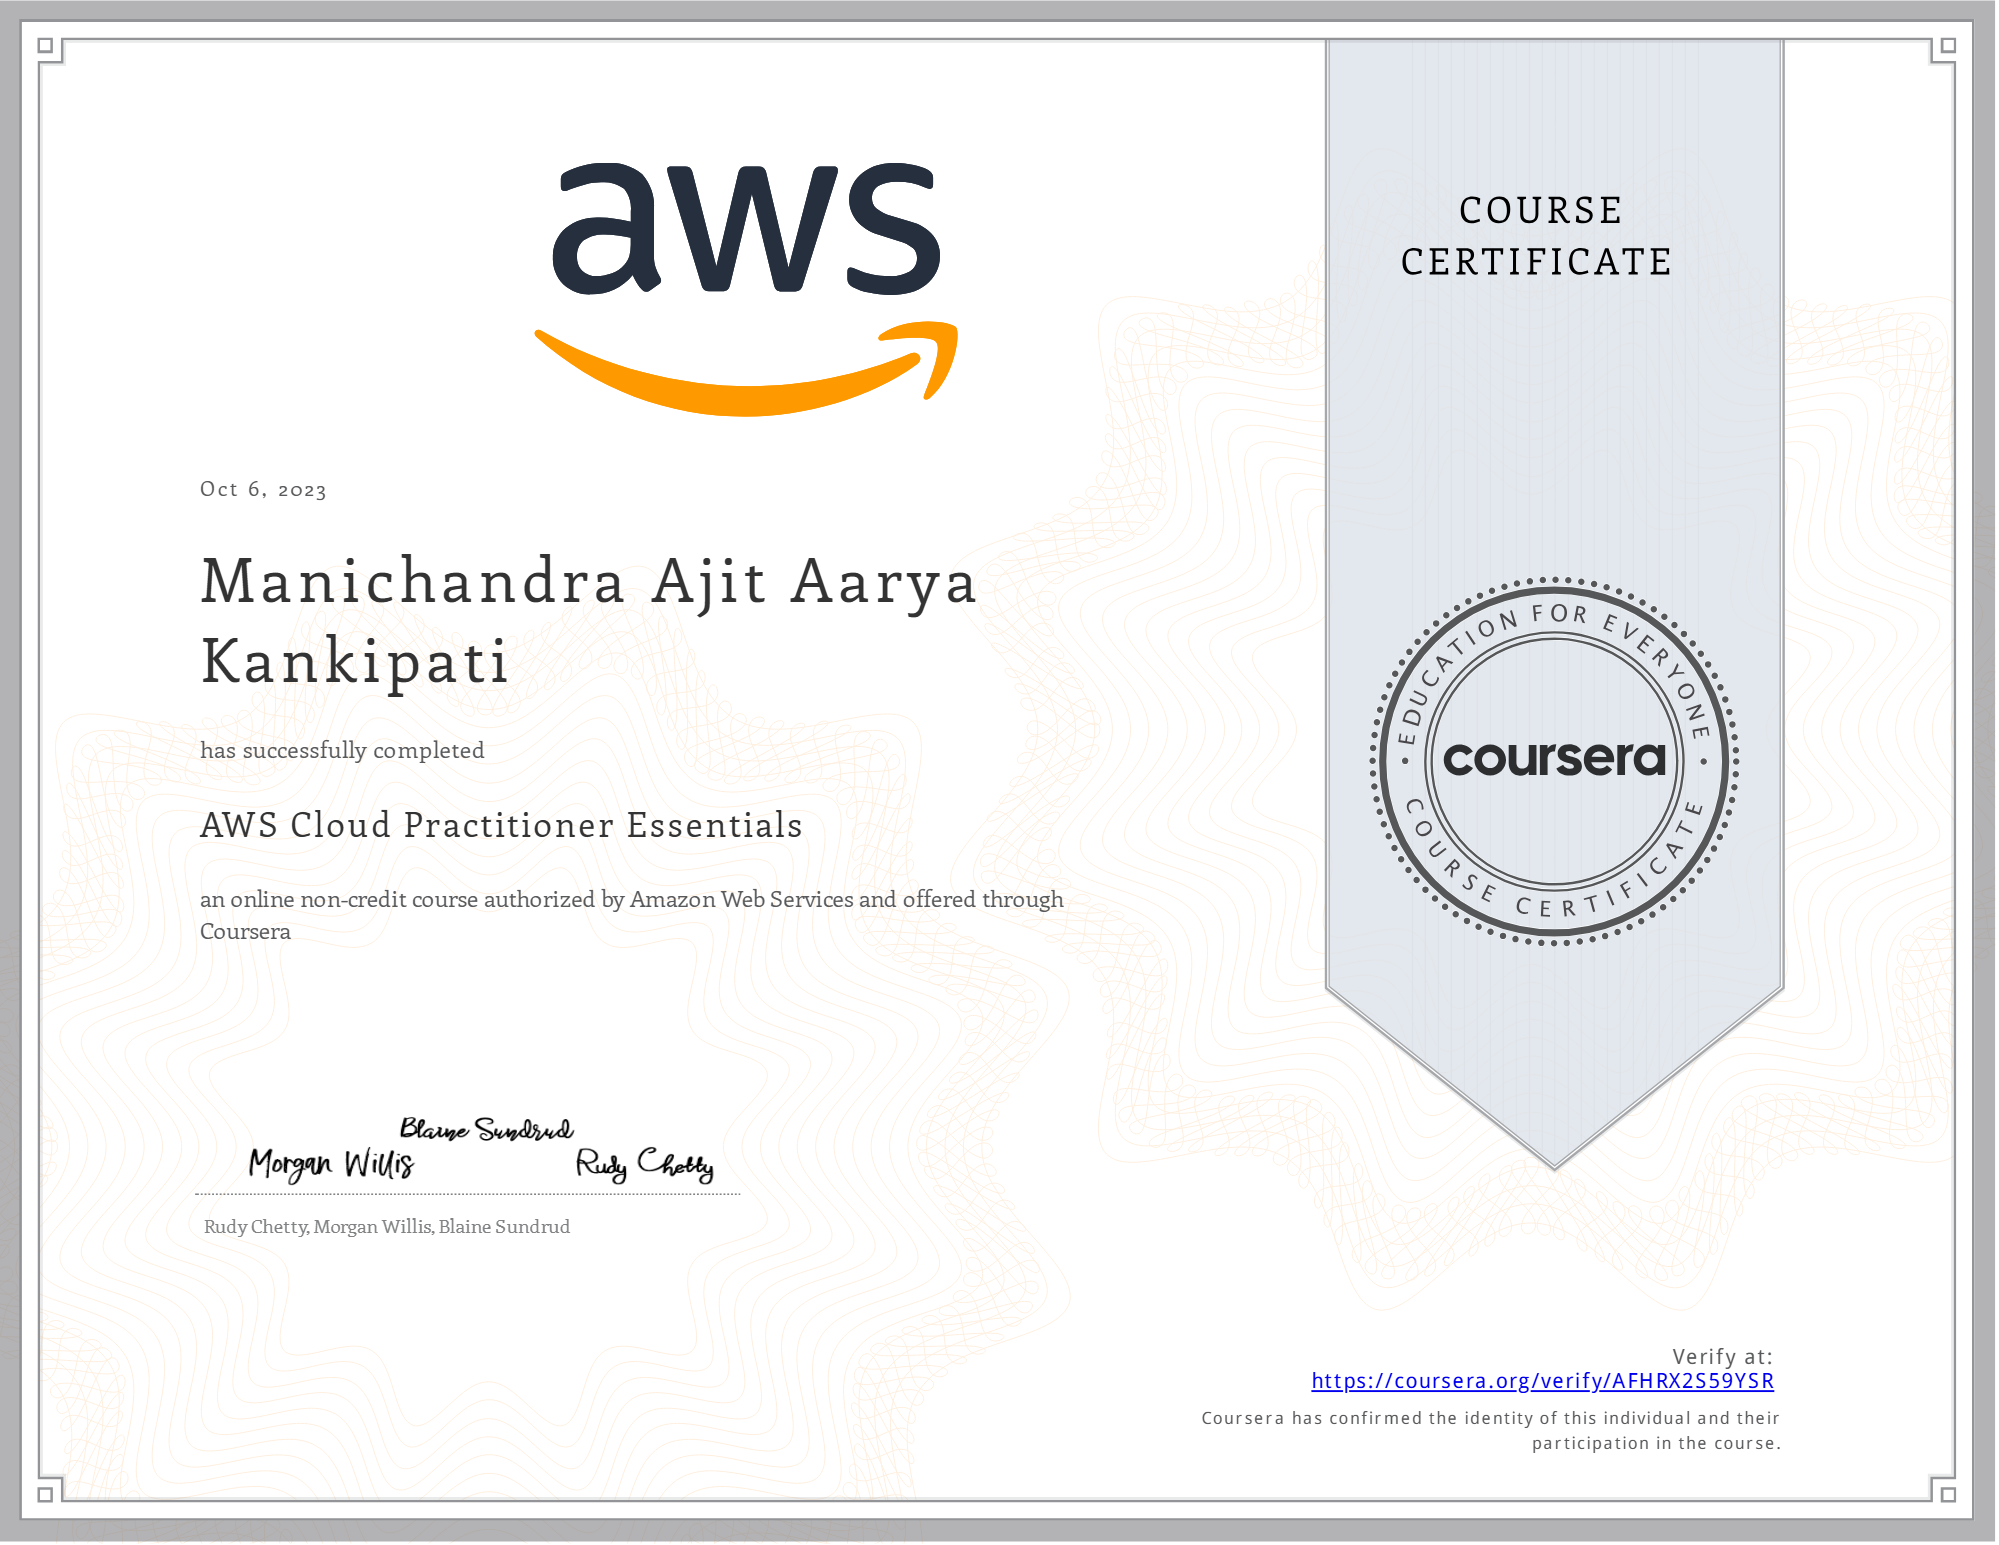 aws
COURSE
CERTIFICATE
Oct 6, 2023
Manichandra Ajit Aarya
Kankipati
has successfully completed
AWS Cloud Practitioner Essentials
an online non-credit course authorized by Amazon Web Services and offered through
Coursera
EDUCATION FOR EVERYONE
coursera
COURSE CERTIFICATE
Blaine Sundrud
Morgan Willis
Rudy Chetty
Rudy Chetty, Morgan Willis, Blaine Sundrud
Verify at:
https://coursera.org/verify/AFHRX2S59YSR
Coursera has confirmed the identity of this individual and their
participation in the course.